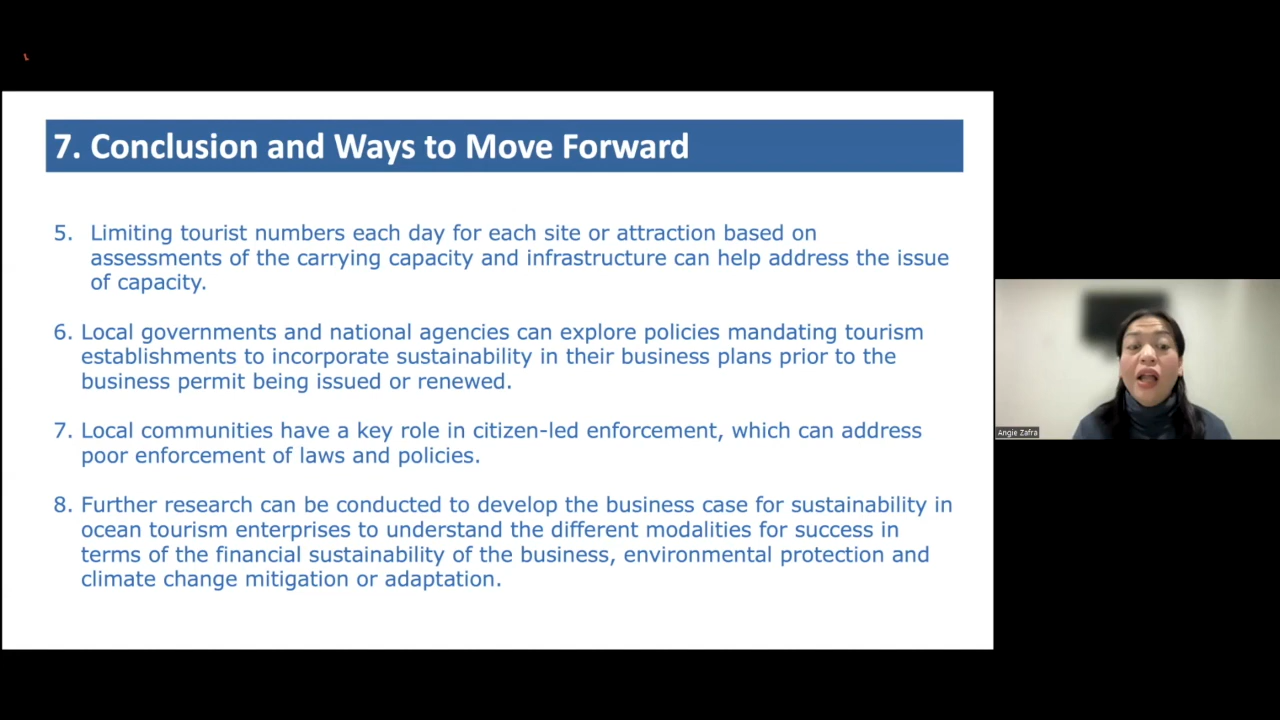 7. Conclusion and Ways to Move Forward
5. Limiting tourist numbers each day for each site or attraction based on
assessments of the carrying capacity and infrastructure can help address the issue
of capacity.
6. Local governments and national agencies can explore policies mandating tourism
establishments to incorporate sustainability in their business plans prior to the
business permit being issued or renewed.
7. Local communities have a key role in citizen-led enforcement, which can address
poor enforcement of laws and policies.
8. Further research can be conducted to develop the business case for sustainability in
ocean tourism enterprises to understand the different modalities for success in
terms of the financial sustainability of the business, environmental protection and
climate change mitigation or adaptation.
Angie Zafra